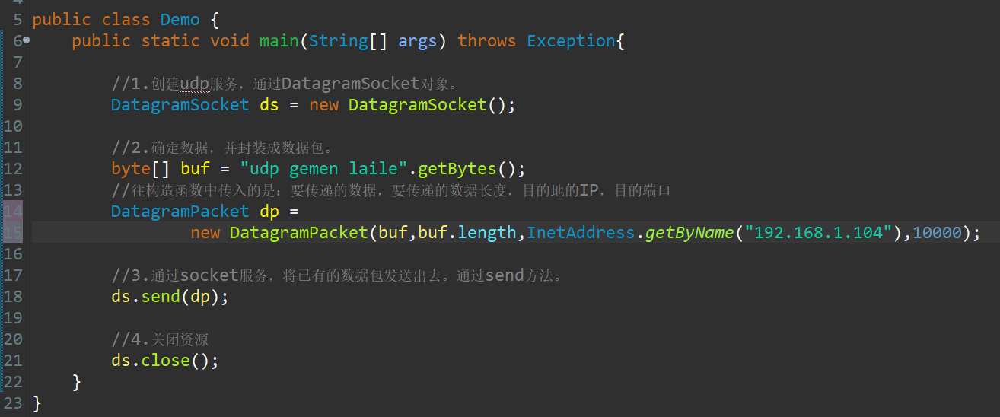 5 public class Demo {
6 public static void main(String[] args) throws Exception{
7
8 //1.创建udp服务，通过DatagramSocket对象。
9 DatagramSocket ds = new DatagramSocket();
10
11 //2.确定数据，并封装成数据包。
12 byte[] buf = "udp gemen laile".getBytes();
13 //往构造函数中传入的是：要传递的数据，要传递的数据长度，目的地的IP，目的端口
14 DatagramPacket dp =
15 new DatagramPacket(buf,buf.length,InetAddress.getByName("192.168.1.104"),10000);
16
17 //3.通过socket服务，将已有的数据包发送出去。通过send方法。
18 ds.send(dp);
19
20 //4.关闭资源
21 ds.close();
22 }
23 }